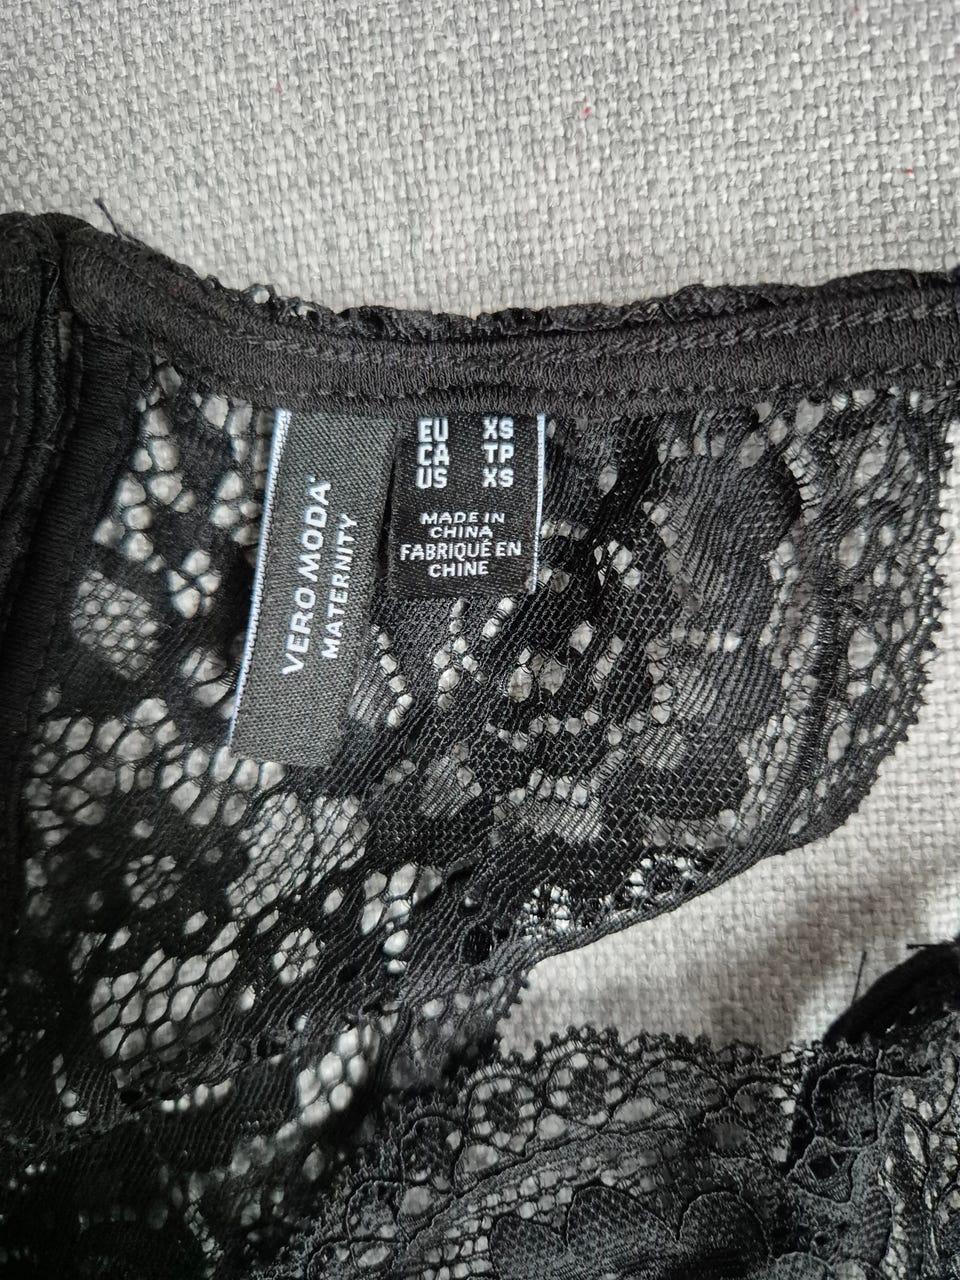 VERO MODA
MATERNITY
EU XS
CA TP
US XS
MADE IN
CHINA
FABRIQUÉ EN
CHINE